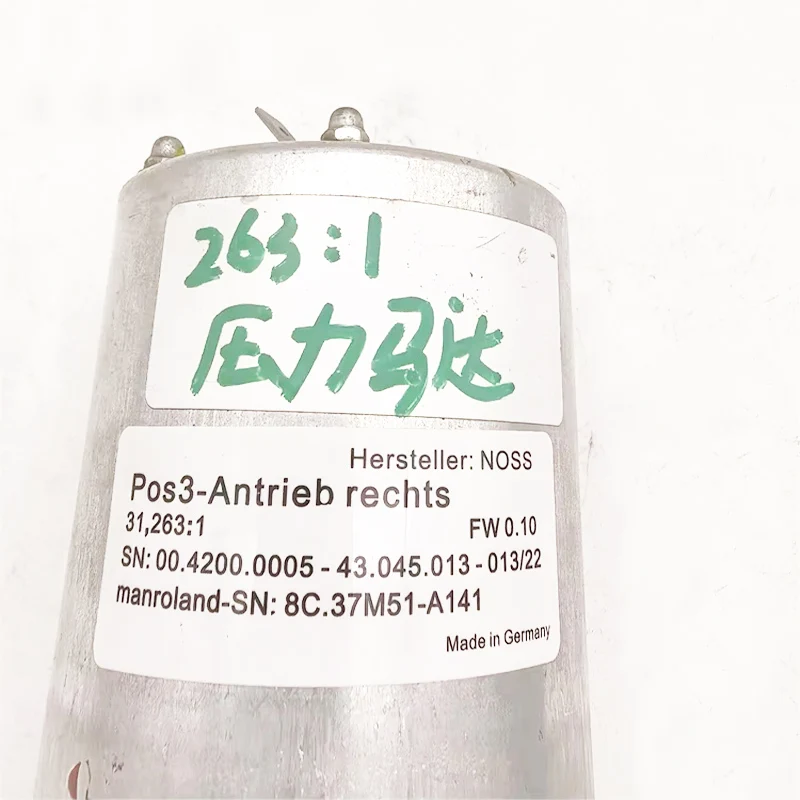 263:1
压力马达
Hersteller: NOSS
Pos3-Antrieb rechts
31,263:1 FW 0.10
SN: 00.4200.0005 - 43.045.013 - 013/22
manroland-SN: 8C.37M51-A141
Made in Germany